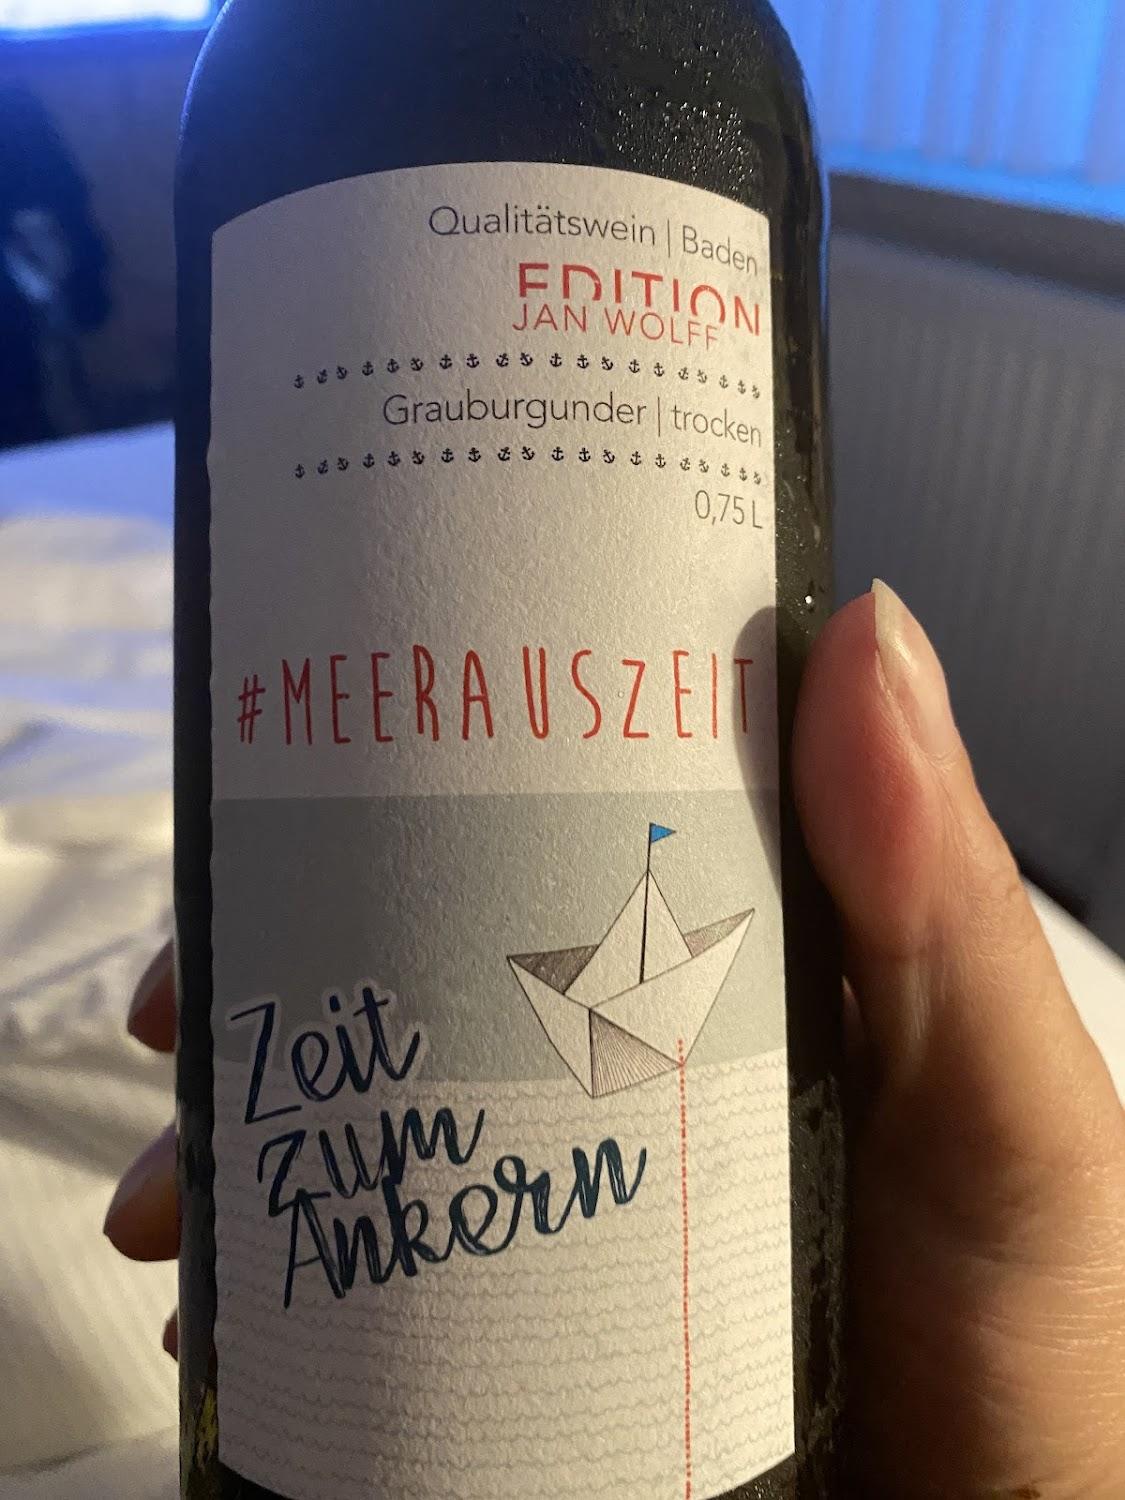 Qualitätswein | Baden
EDITION
JAN WOLFF
Grauburgunder | trocken
0,75 L
#MEERAUSZEIT
Zeit
zum
Ankern